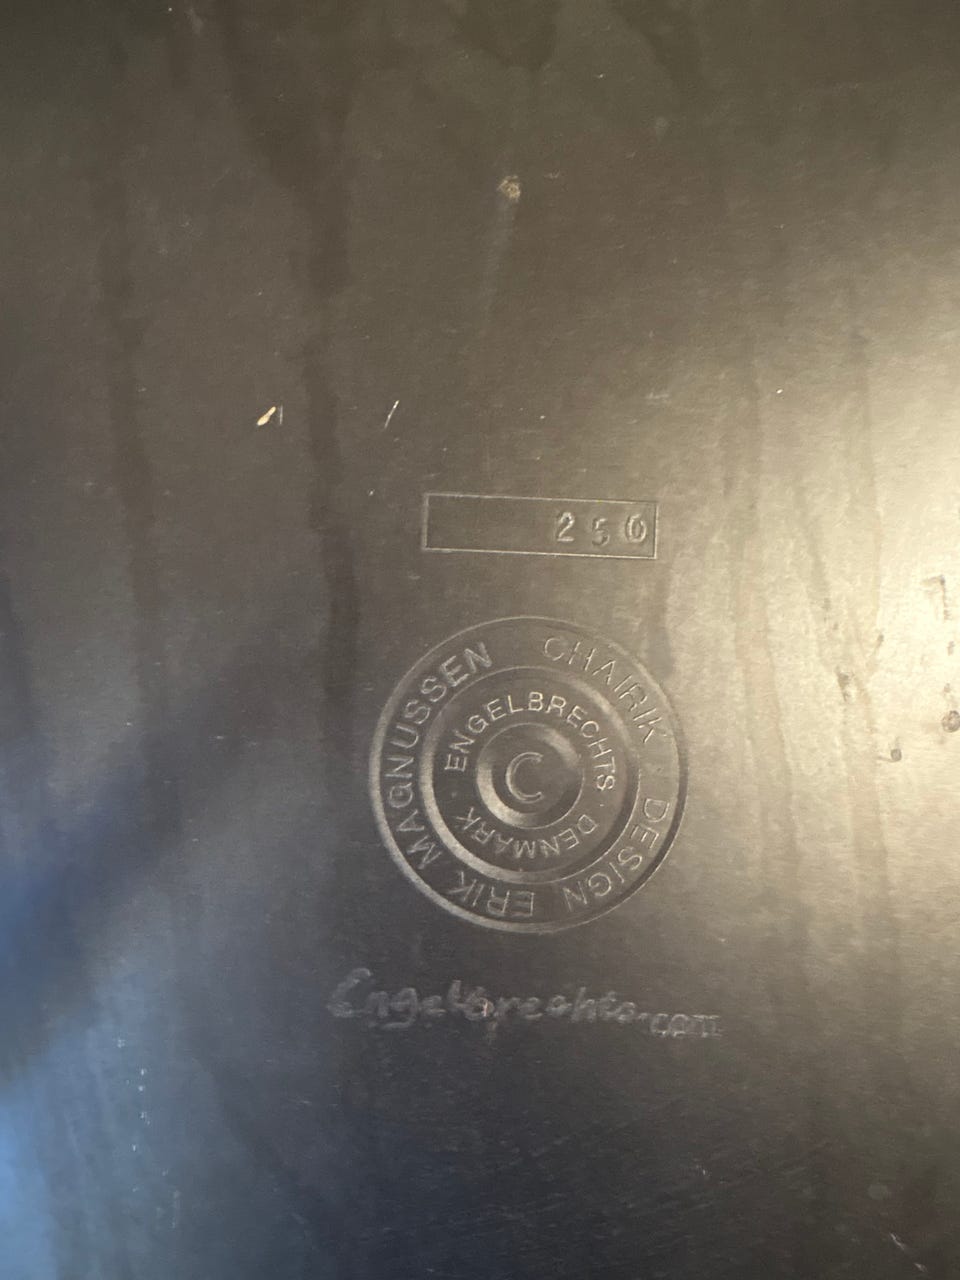 250
CHAIRIK · DESIGN ERIK MAGNUSSEN
ENGELBRECHTS · DENMARK ·
C
Engelbrechts.com